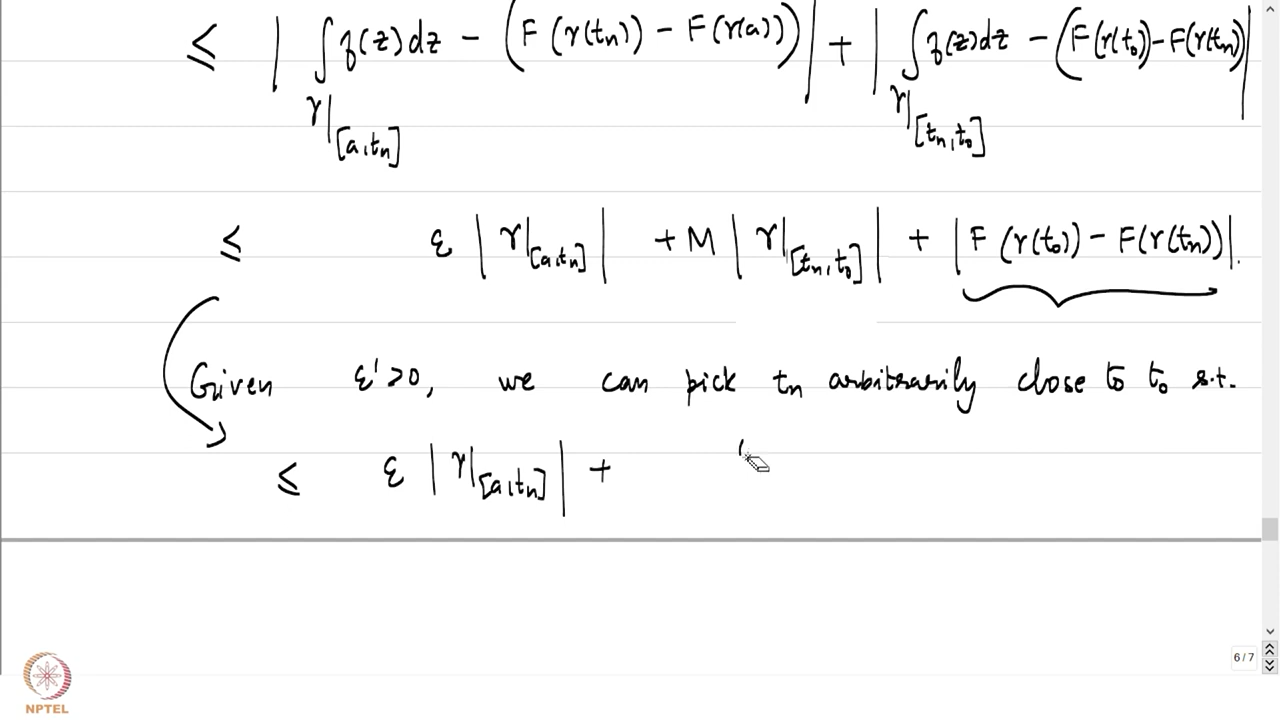 ≤ | ∫_{γ|[a,tₙ]} f(z)dz − (F(γ(tₙ)) − F(γ(a))) | + | ∫_{γ|[tₙ,t₀]} f(z)dz − (F(γ(t₀)) − F(γ(tₙ)) |
≤ ε | γ|[a,tₙ] | + M | γ|[tₙ,t₀] | + | F(γ(t₀)) − F(γ(tₙ)) |.
Given ε' > 0, we can pick tₙ arbitrarily close to t₀ s.t.
≤ ε | γ|[a,tₙ] | +
6 / 7
NPTEL